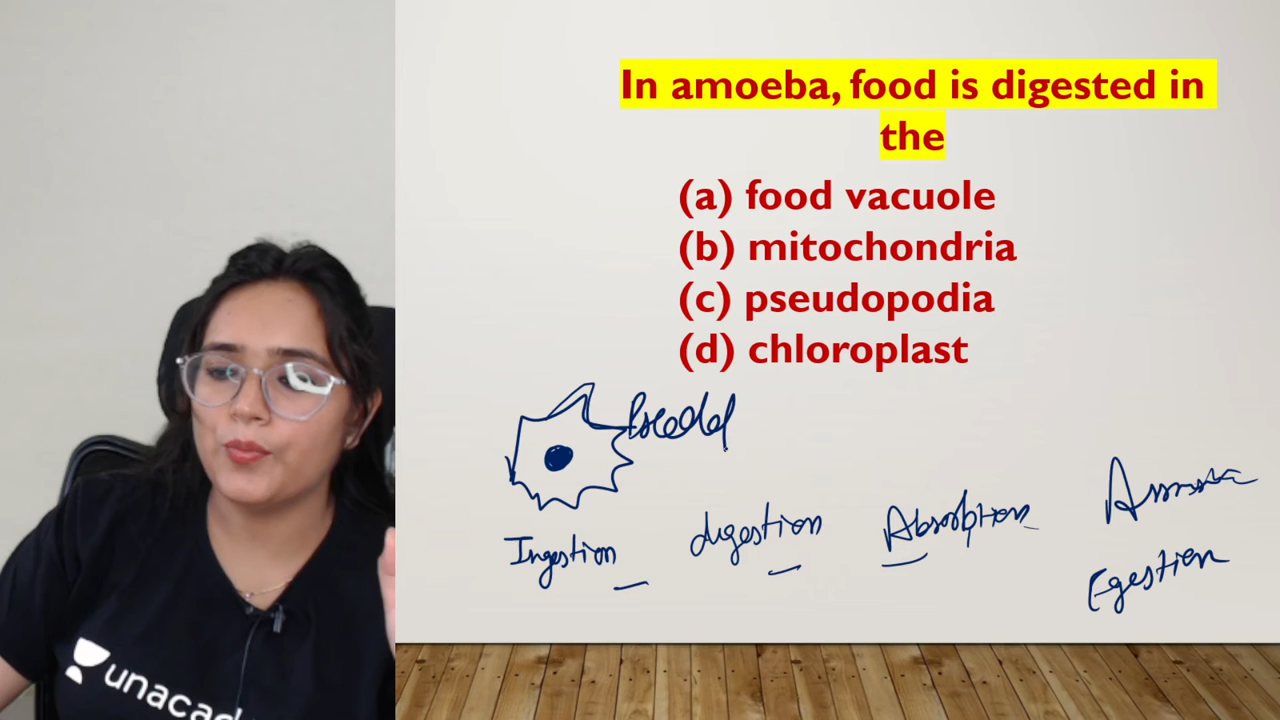 In amoeba, food is digested in
the
(a) food vacuole
(b) mitochondria
(c) pseudopodia
(d) chloroplast
Ingestion digestion Absorption
Egestion
unacad